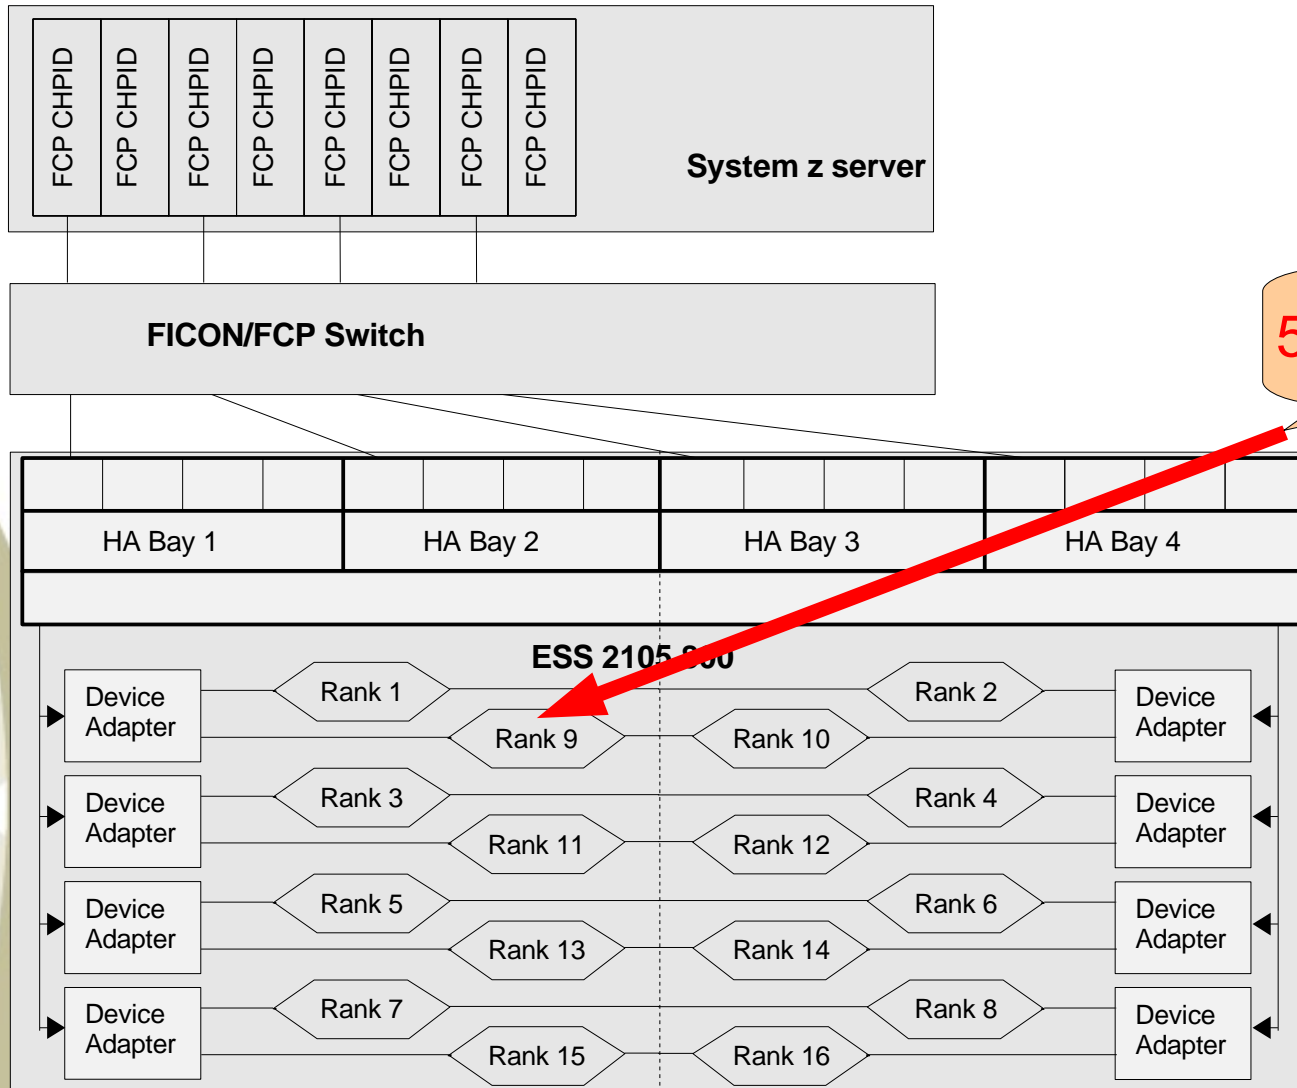 FCP CHPID
FCP CHPID
FCP CHPID
FCP CHPID
FCP CHPID
FCP CHPID
FCP CHPID
FCP CHPID
System z server
FICON/FCP Switch
5
HA Bay 1
HA Bay 2
HA Bay 3
HA Bay 4
ESS 2105
Device
Adapter
Rank 1
Rank 2
Device
Adapter
Rank 9
Rank 10
Device
Adapter
Rank 3
Rank 4
Device
Adapter
Rank 11
Rank 12
Device
Adapter
Rank 5
Rank 6
Device
Adapter
Rank 13
Rank 14
Device
Adapter
Rank 7
Rank 8
Device
Adapter
Rank 15
Rank 16